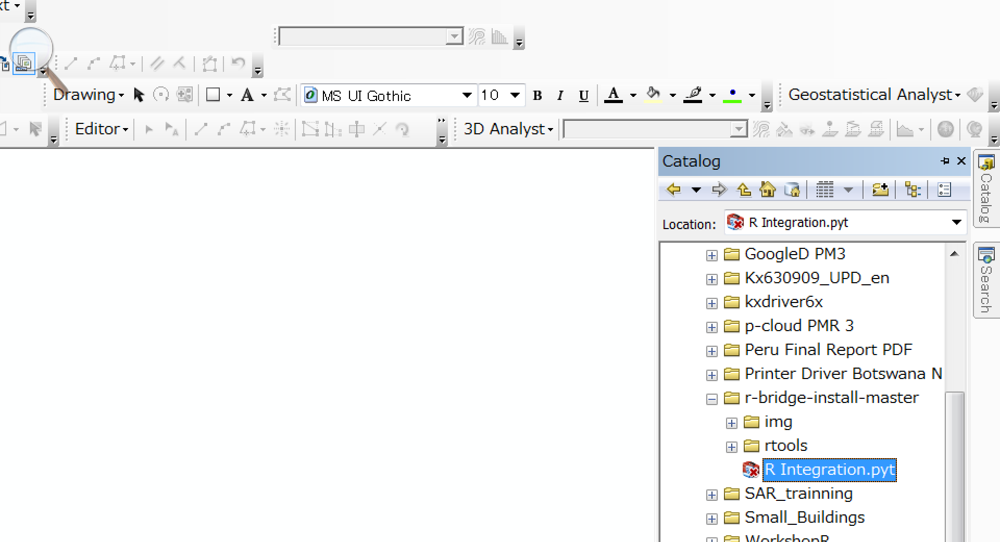 Drawing
MS UI Gothic
10
B
I
U
A
Geostatistical Analyst
Editor
3D Analyst
Catalog
Location:
R Integration.pyt
GoogleD PM3
Kx630909_UPD_en
kxdriver6x
p-cloud PMR 3
Peru Final Report PDF
Printer Driver Botswana N
r-bridge-install-master
img
rtools
R Integration.pyt
SAR_trainning
Small_Buildings
WorkshopR
Catalog
Search